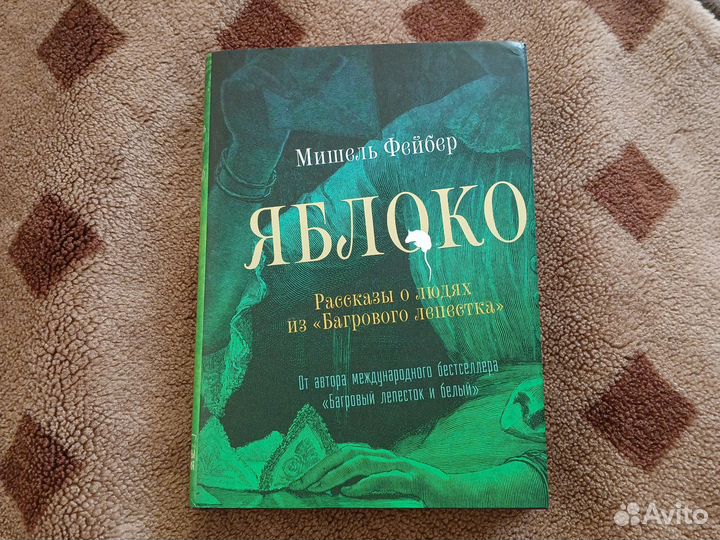 Мишель Фейбер
ЯБЛОКО
Рассказы о людях
из «Багрового лепестка»
От автора международного бестселлера
«Багровый лепесток и белый»
Avito